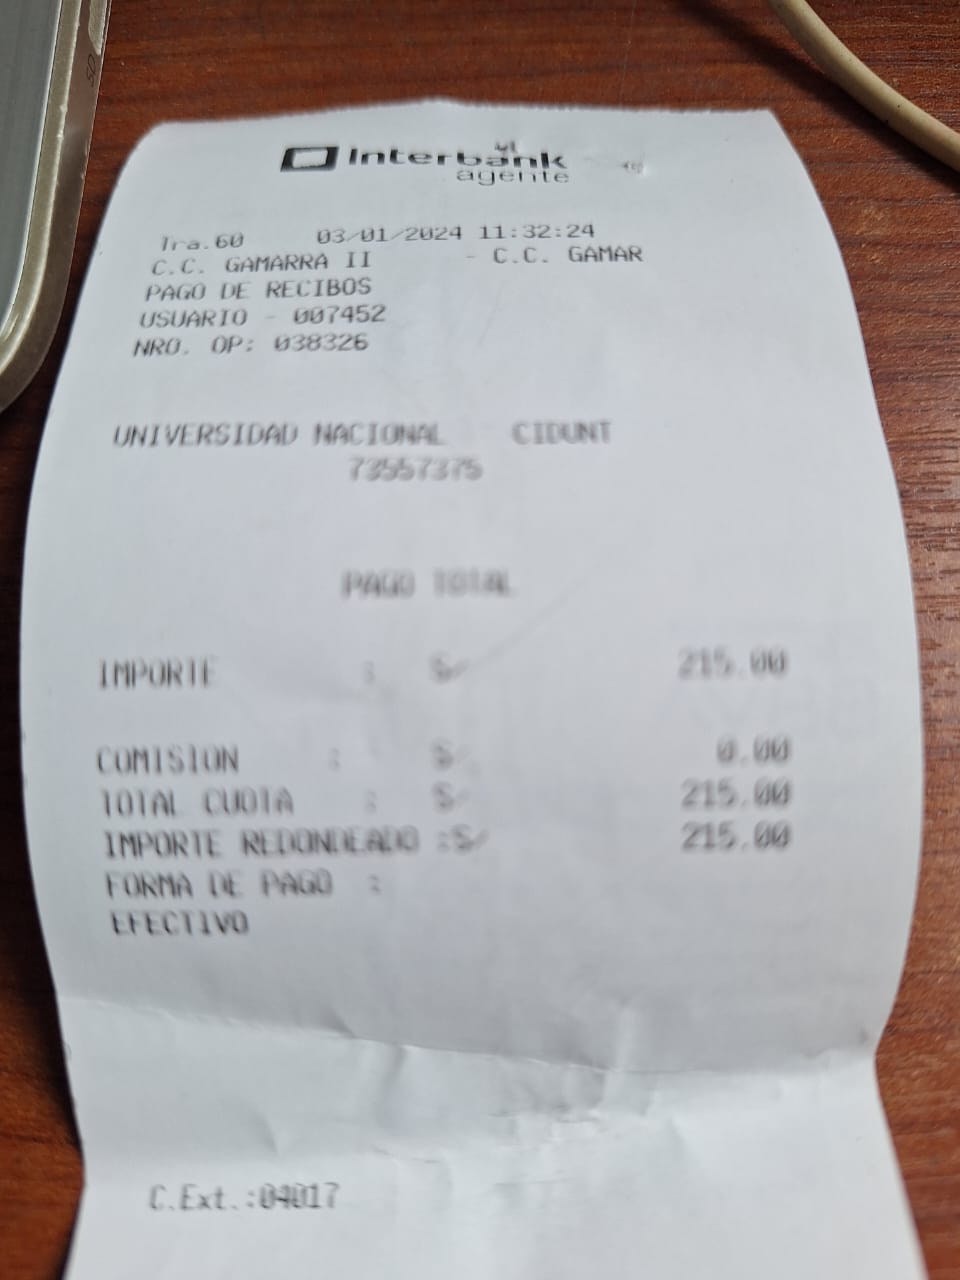 Interbank
agente
Tra.60 03/01/2024 11:32:24
C.C. GAMARRA II - C.C. GAMAR
PAGO DE RECIBOS
USUARIO - 007452
NRO. OP: 038326
UNIVERSIDAD NACIONAL CIDUNT
73557375
PAGO TOTAL
IMPORTE : S/ 215.00
COMISION : S/ 0.00
TOTAL CUOTA : S/ 215.00
IMPORTE REDONDEADO :S/ 215.00
FORMA DE PAGO :
EFECTIVO
C.Ext.:04017